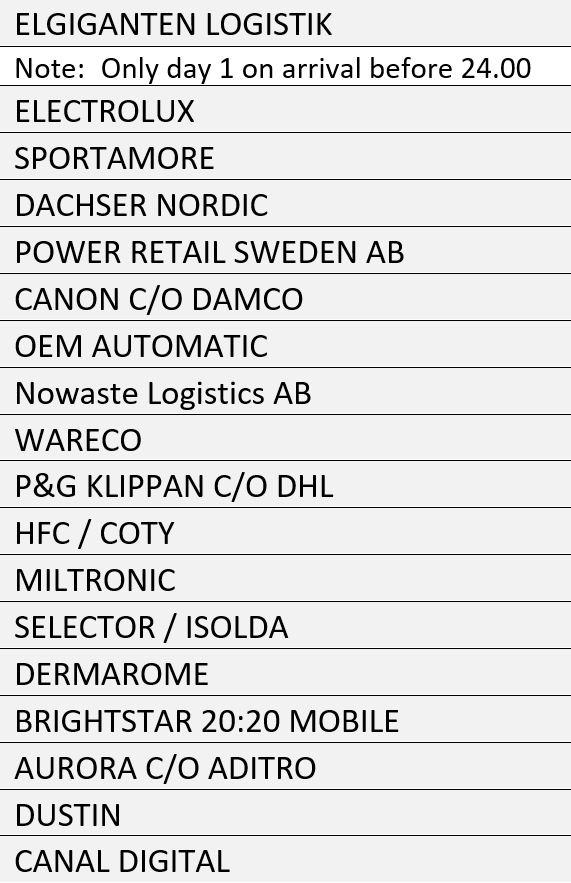 ELGIGANTEN LOGISTIK
Note:  Only day 1 on arrival before 24.00
ELECTROLUX
SPORTAMORE
DACHSER NORDIC
POWER RETAIL SWEDEN AB
CANON C/O DAMCO
OEM AUTOMATIC
Nowaste Logistics AB
WARECO
P&G KLIPPAN C/O DHL
HFC / COTY
MILTRONIC
SELECTOR / ISOLDA
DERMAROME
BRIGHTSTAR 20:20 MOBILE
AURORA C/O ADITRO
DUSTIN
CANAL DIGITAL